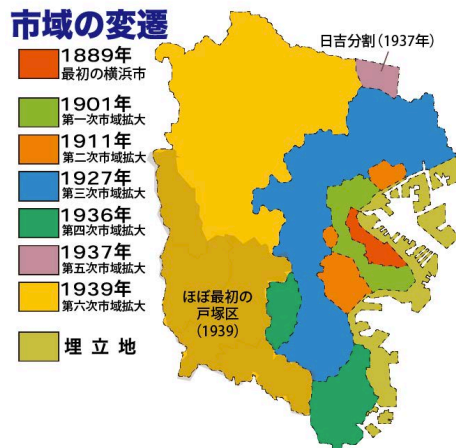 市域の変遷
1889年
最初の横浜市
1901年
第一次市域拡大
1911年
第二次市域拡大
1927年
第三次市域拡大
1936年
第四次市域拡大
1937年
第五次市域拡大
1939年
第六次市域拡大
埋立地
日吉分割(1937年)
ほぼ最初の
戸塚区
(1939)